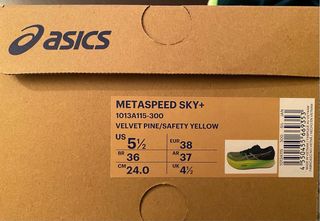 asics
METASPEED SKY+
1013A115-300
VELVET PINE/SAFETY YELLOW
US 5½ EUR 38
BR 36 AR 37
CM 24.0 UK 4½